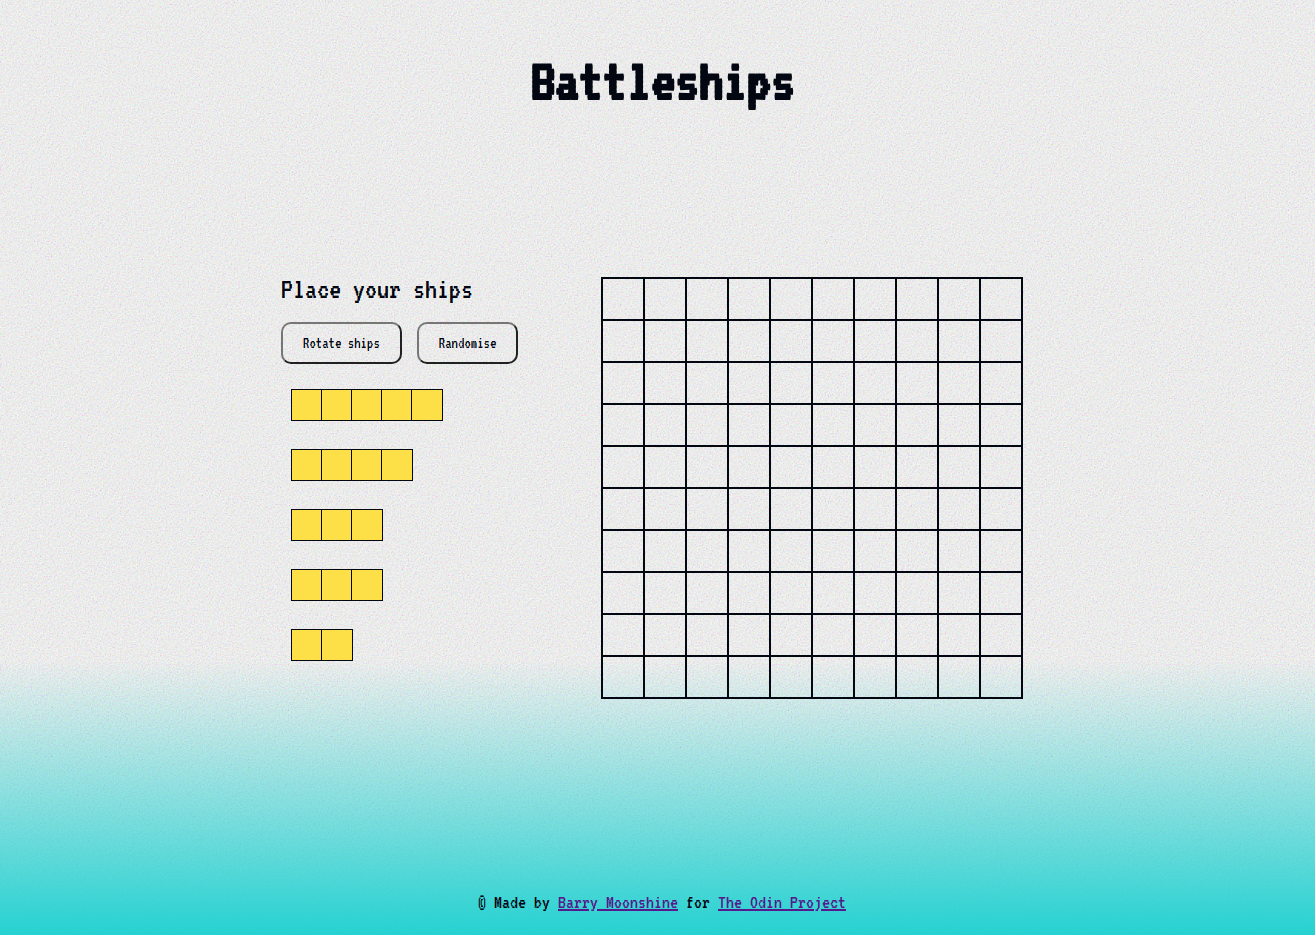 Battleships
Place your ships
Rotate ships
Randomise
@ Made by Barry Moonshine for The Odin Project